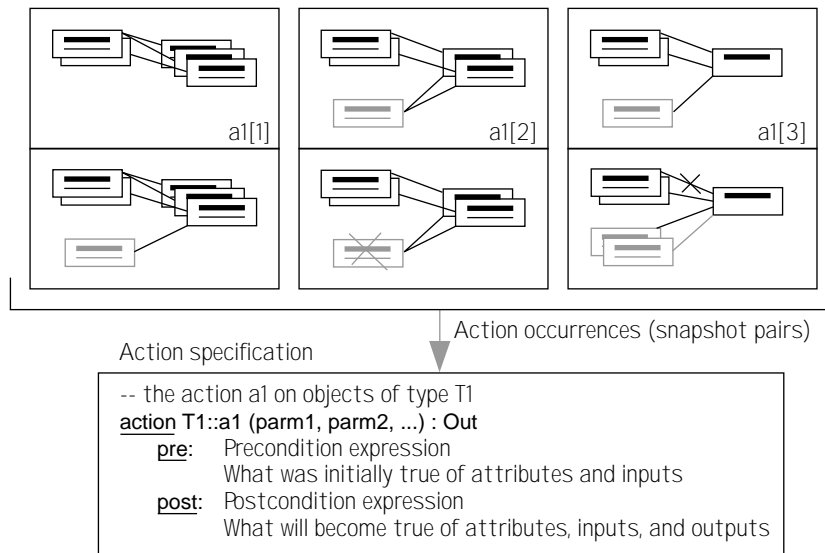 a1[1]
a1[2]
a1[3]
Action occurrences (snapshot pairs)
Action specification
-- the action a1 on objects of type T1
action T1::a1 (parm1, parm2, ...) : Out
pre: Precondition expression
What was initially true of attributes and inputs
post: Postcondition expression
What will become true of attributes, inputs, and outputs